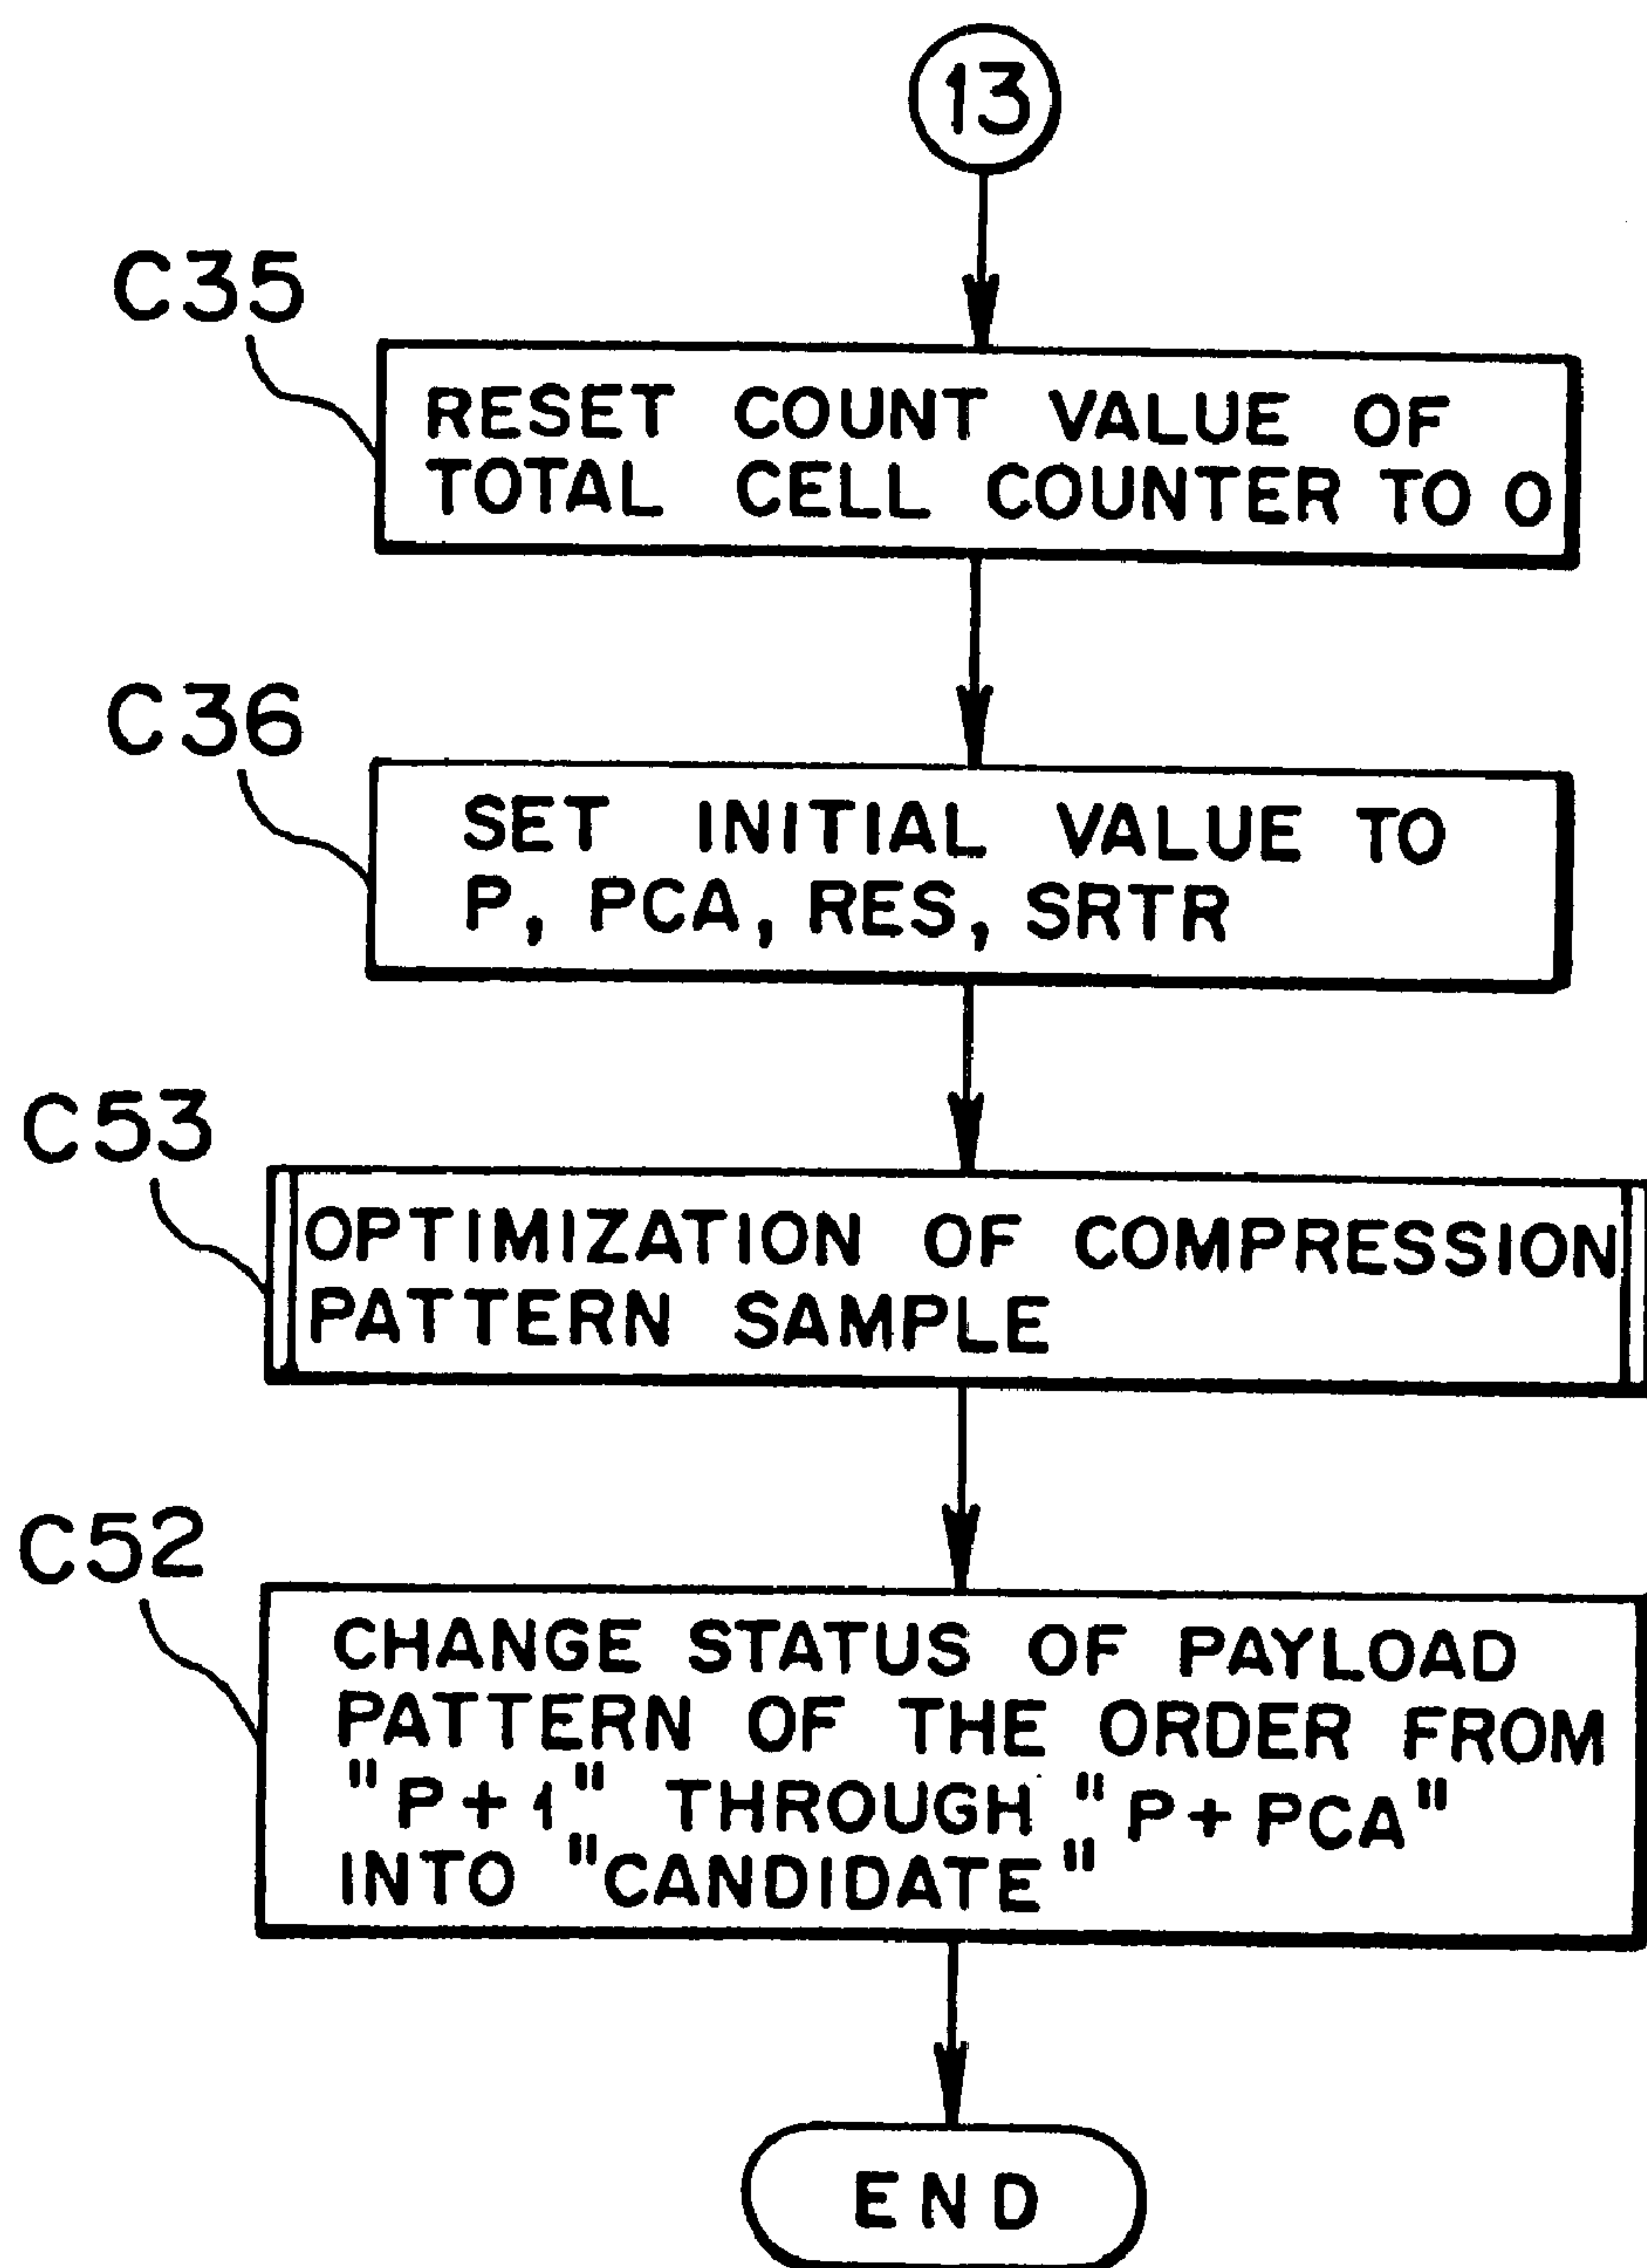 13
C35
RESET COUNT VALUE OF
TOTAL CELL COUNTER TO 0
C36
SET INITIAL VALUE TO
P, PCA, RES, SRTR
C53
OPTIMIZATION OF COMPRESSION
PATTERN SAMPLE
C52
CHANGE STATUS OF PAYLOAD
PATTERN OF THE ORDER FROM
"P+1" THROUGH "P+PCA"
INTO "CANDIDATE"
END